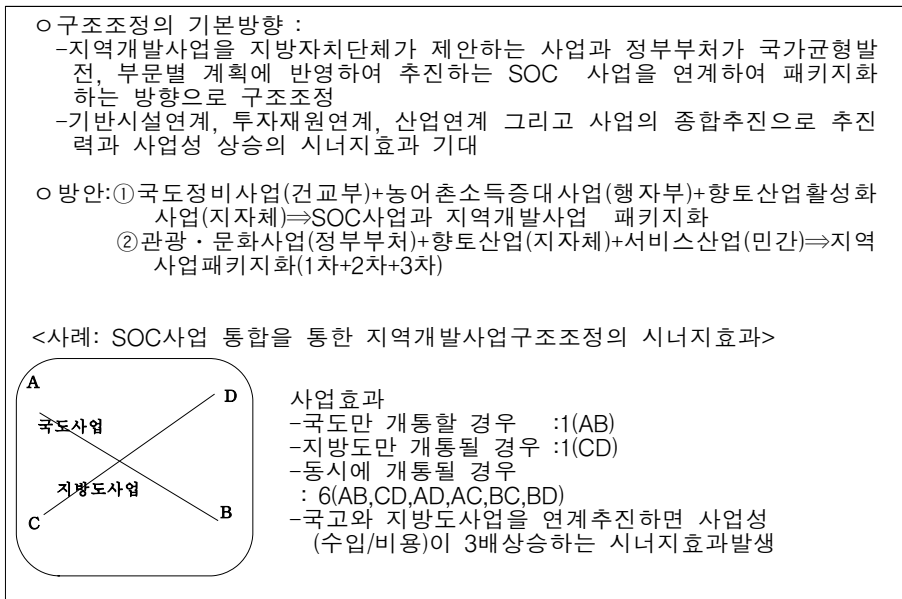 ㅇ구조조정의 기본방향 :
-지역개발사업을 지방자치단체가 제안하는 사업과 정부부처가 국가균형발
전, 부문별 계획에 반영하여 추진하는 SOC 사업을 연계하여 패키지화
하는 방향으로 구조조정
-기반시설연계, 투자재원연계, 산업연계 그리고 사업의 종합추진으로 추진
력과 사업성 상승의 시너지효과 기대
ㅇ방안:①국도정비사업(건교부)+농어촌소득증대사업(행자부)+향토산업활성화
사업(지자체)⇒SOC사업과 지역개발사업 패키지화
②관광·문화사업(정부부처)+향토산업(지자체)+서비스산업(민간)⇒지역
사업패키지화(1차+2차+3차)
<사례: SOC사업 통합을 통한 지역개발사업구조조정의 시너지효과>
A
D
국도사업
지방도사업
C
B
사업효과
-국도만 개통할 경우 :1(AB)
-지방도만 개통될 경우 :1(CD)
-동시에 개통될 경우
: 6(AB,CD,AD,AC,BC,BD)
-국고와 지방도사업을 연계추진하면 사업성
(수입/비용)이 3배상승하는 시너지효과발생